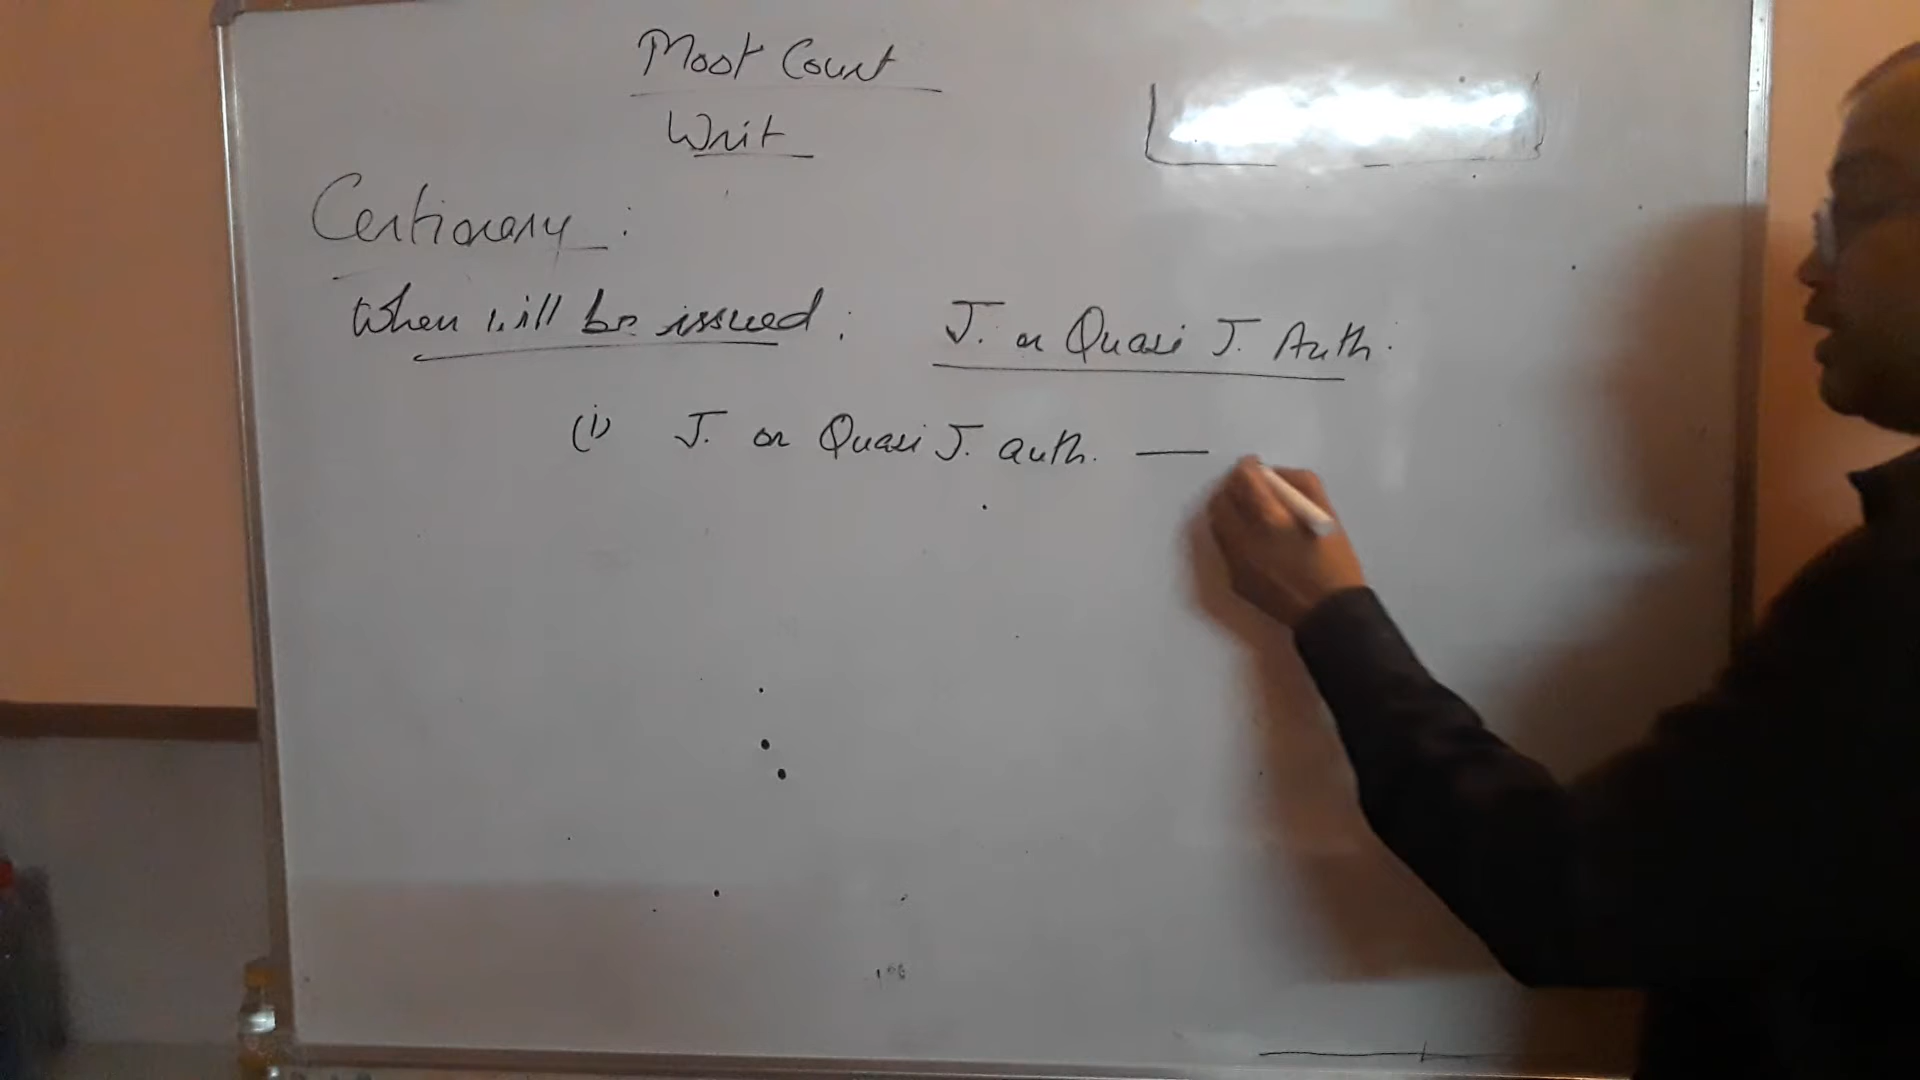 Moot Court
Writ
Certiorary :
When will be issued : J. or Quasi J. Auth.
(i) J. or Quasi J. auth. —